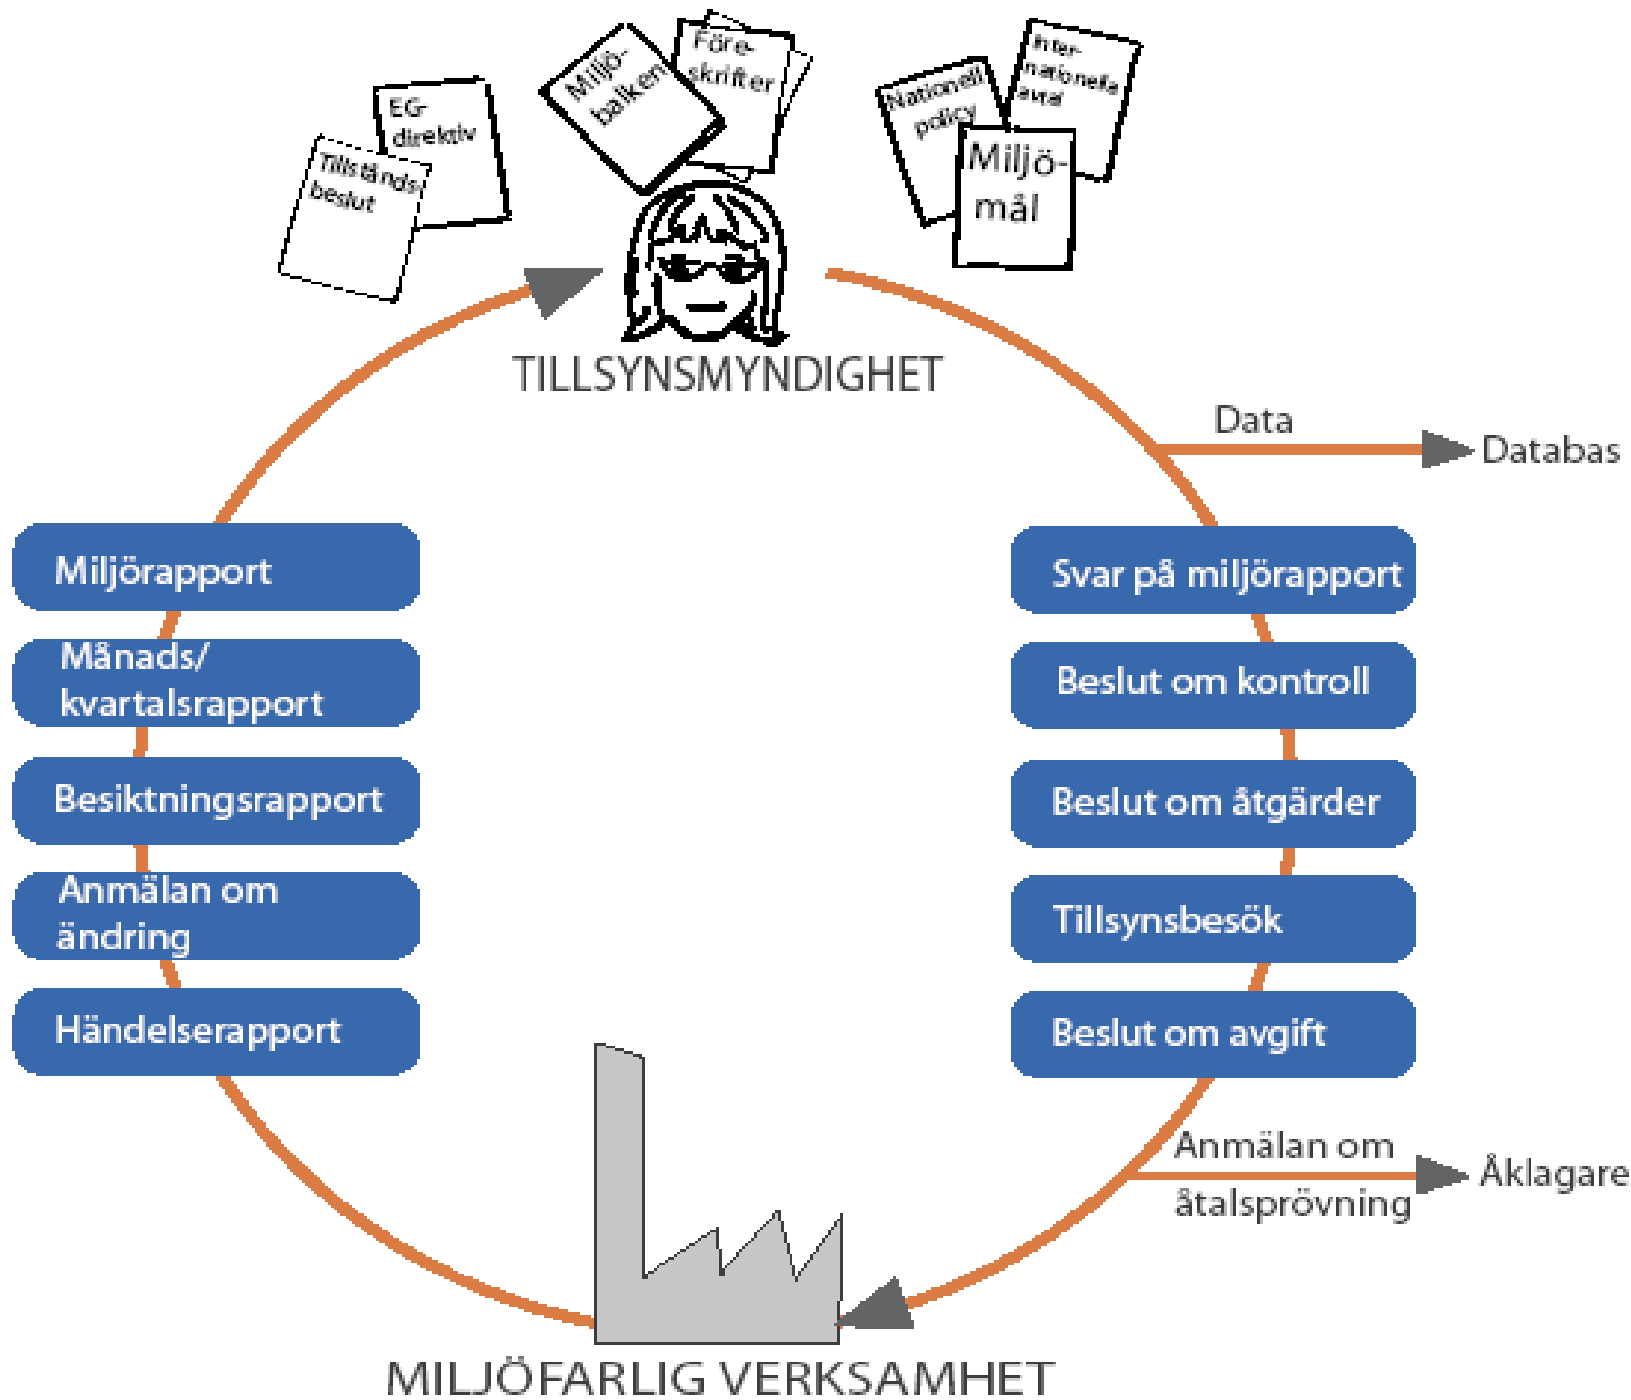 Tillstånds-
beslut
EG-
direktiv
Miljö-
balken
Före-
skrifter
Nationell
policy
Inter-
nationella
avtal
Miljö-
mål
TILLSYNSMYNDIGHET
Data
Databas
Miljörapport
Månads/
kvartalsrapport
Besiktningsrapport
Anmälan om
ändring
Händelserapport
Svar på miljörapport
Beslut om kontroll
Beslut om åtgärder
Tillsynsbesök
Beslut om avgift
Anmälan om
åtalsprövning
Åklagare
MILJÖFARLIG VERKSAMHET